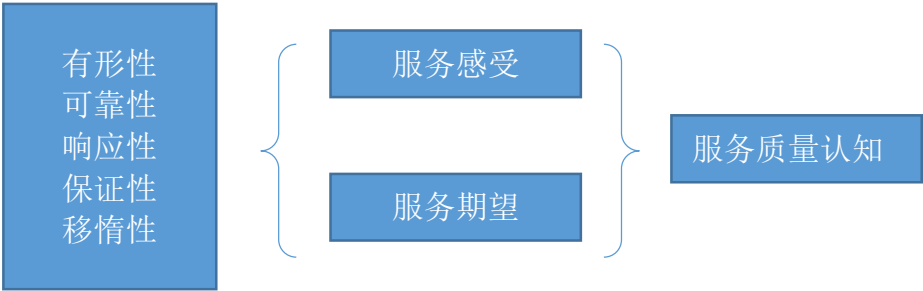 有形性
可靠性
响应性
保证性
移惰性
服务感受
服务期望
服务质量认知